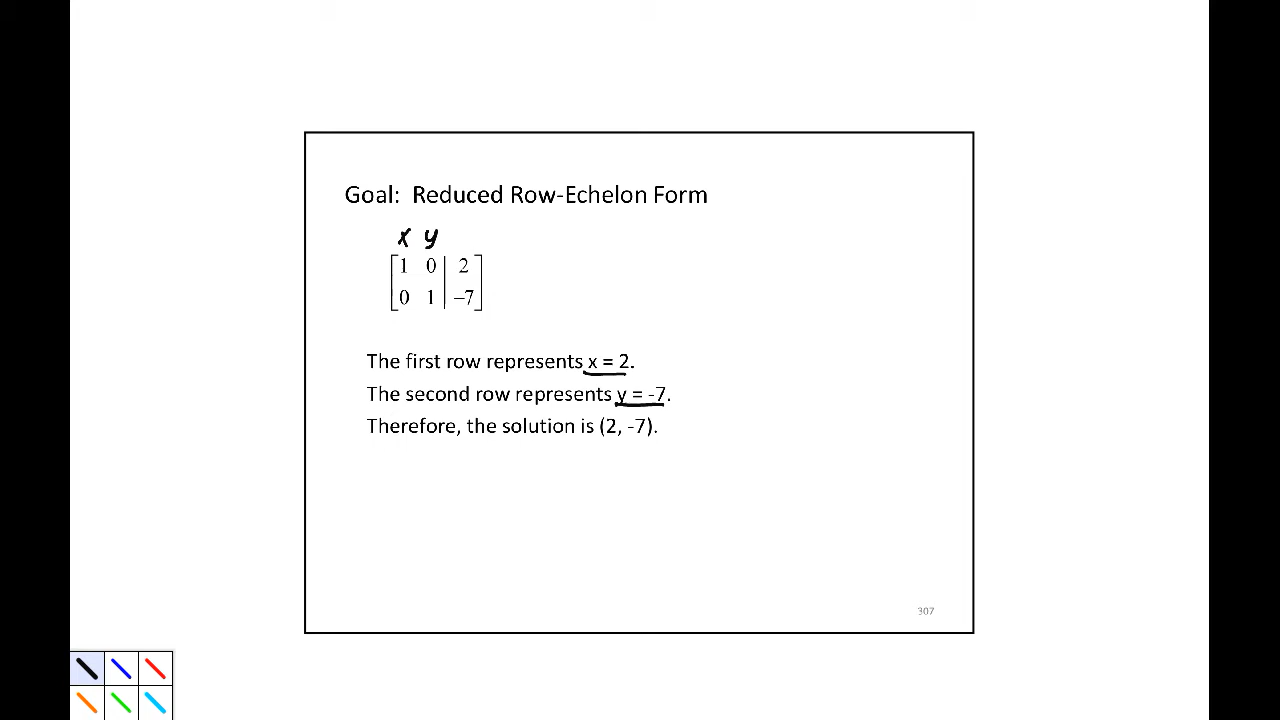 Goal: Reduced Row-Echelon Form
x y
1 0 2
0 1 –7
The first row represents x = 2.
The second row represents y = -7.
Therefore, the solution is (2, -7).
307